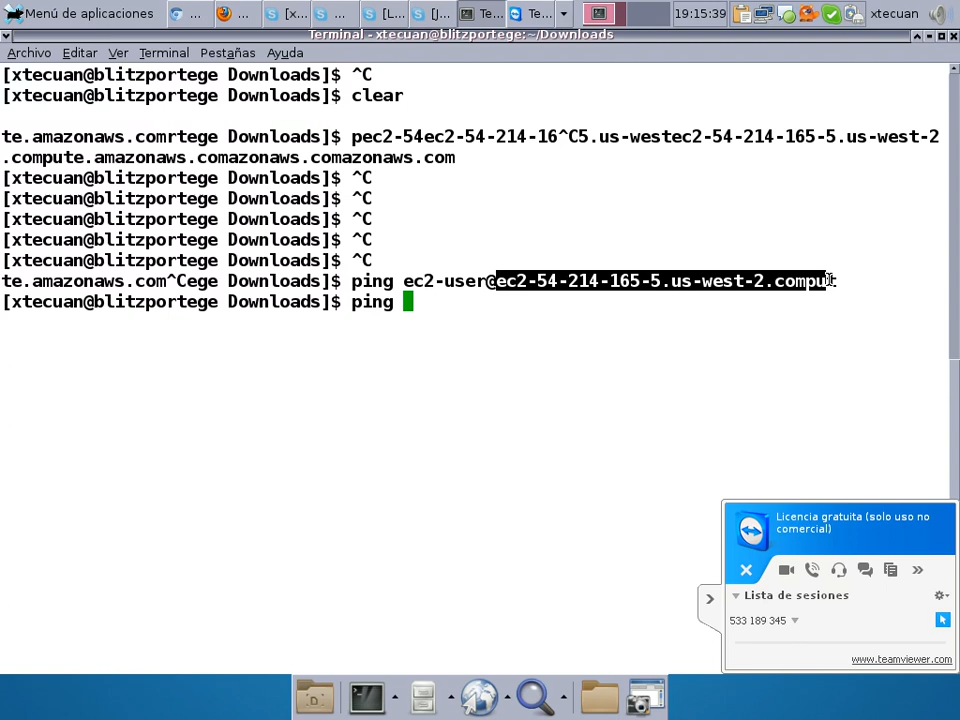 Menú de aplicaciones ... ... [x... ... [L... [J... Te... Te... 19:15:39 xtecuan
Terminal - xtecuan@blitzportege:~/Downloads
Archivo Editar Ver Terminal Pestañas Ayuda
[xtecuan@blitzportege Downloads]$ ^C
[xtecuan@blitzportege Downloads]$ clear
te.amazonaws.comrtege Downloads]$ pec2-54ec2-54-214-16^C5.us-westec2-54-214-165-5.us-west-2
.compute.amazonaws.comazonaws.comazonaws.com
[xtecuan@blitzportege Downloads]$ ^C
[xtecuan@blitzportege Downloads]$ ^C
[xtecuan@blitzportege Downloads]$ ^C
[xtecuan@blitzportege Downloads]$ ^C
[xtecuan@blitzportege Downloads]$ ^C
te.amazonaws.com^Cege Downloads]$ ping ec2-user@ec2-54-214-165-5.us-west-2.comput
[xtecuan@blitzportege Downloads]$ ping
Licencia gratuita (solo uso no
comercial)
Lista de sesiones
533 189 345
www.teamviewer.com